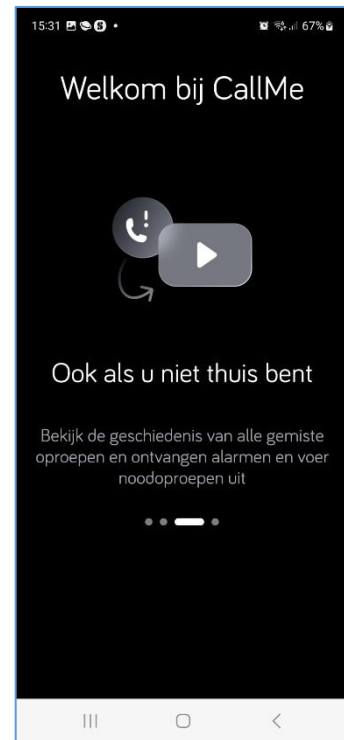 15:31
67%
Welkom bij CallMe
Ook als u niet thuis bent
Bekijk de geschiedenis van alle gemiste
oproepen en ontvangen alarmen en voer
noodoproepen uit